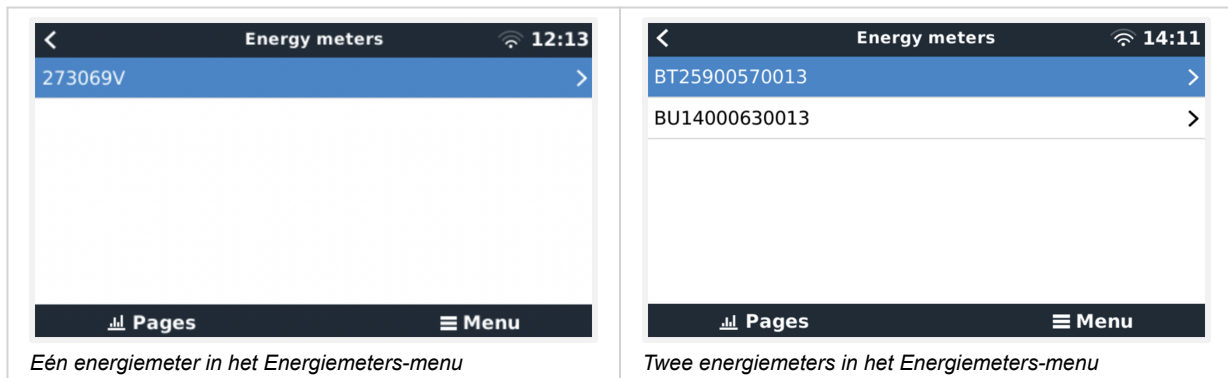 Energy meters 12:13
273069V
Pages Menu
Eén energiemeter in het Energiemeters-menu
Energy meters 14:11
BT25900570013
BU14000630013
Pages Menu
Twee energiemeters in het Energiemeters-menu